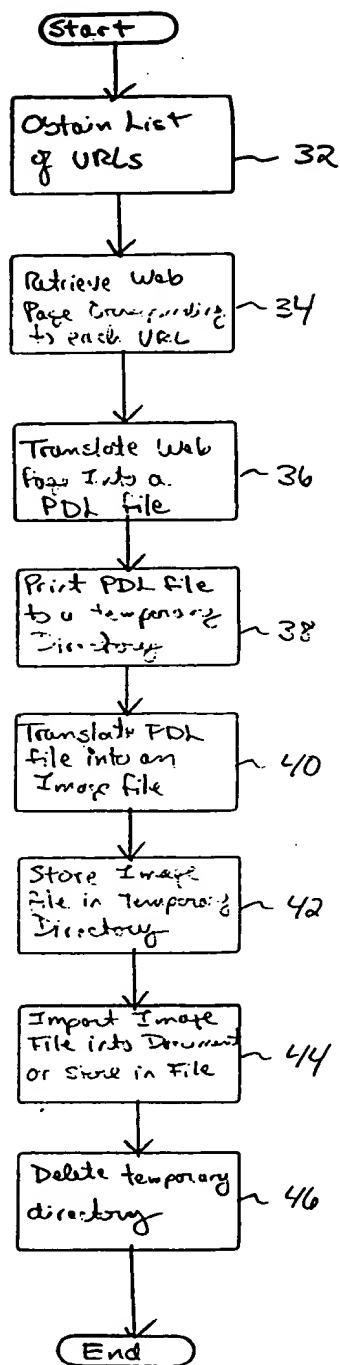 Start
Obtain List
of URLs
32
Retrieve Web
Page Corresponding
to each URL
34
Translate Web
Page Into a
PDL file
36
Print PDL file
to a temporary
Directory
38
Translate PDL
file into an
Image file
40
Store Image
File in Temporary
Directory
42
Import Image
File into Document
or Store in File
44
Delete temporary
directory
46
End